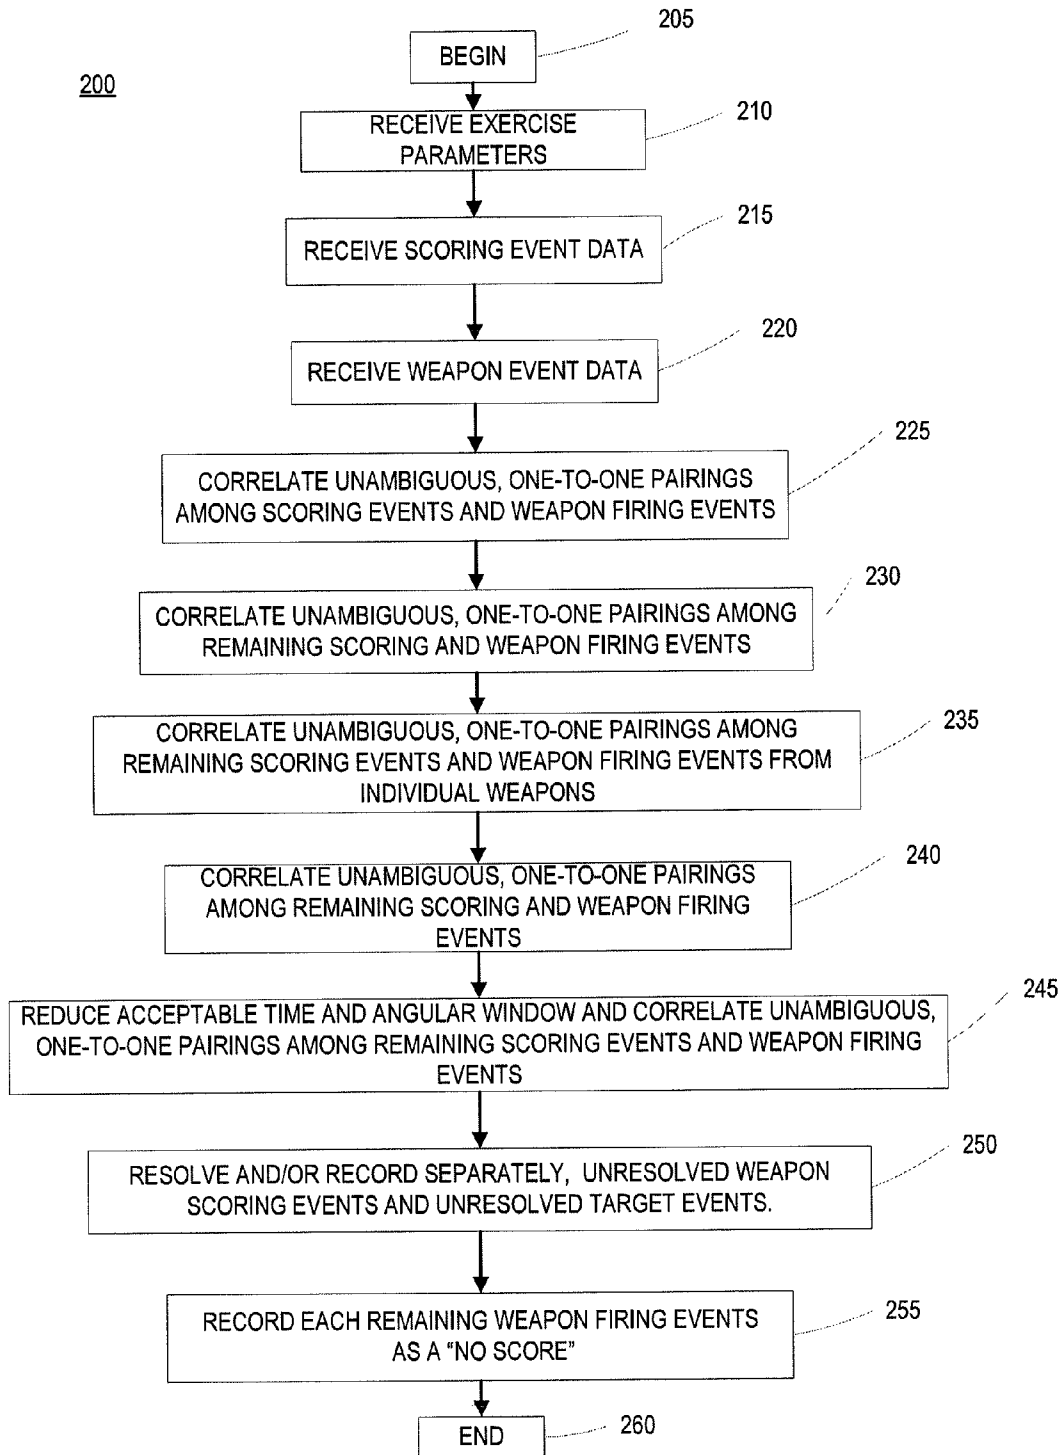 205
BEGIN
200
210
RECEIVE EXERCISE
PARAMETERS
215
RECEIVE SCORING EVENT DATA
220
RECEIVE WEAPON EVENT DATA
225
CORRELATE UNAMBIGUOUS, ONE-TO-ONE PAIRINGS
AMONG SCORING EVENTS AND WEAPON FIRING EVENTS
230
CORRELATE UNAMBIGUOUS, ONE-TO-ONE PAIRINGS AMONG
REMAINING SCORING AND WEAPON FIRING EVENTS
235
CORRELATE UNAMBIGUOUS, ONE-TO-ONE PAIRINGS AMONG
REMAINING SCORING EVENTS AND WEAPON FIRING EVENTS FROM
INDIVIDUAL WEAPONS
240
CORRELATE UNAMBIGUOUS, ONE-TO-ONE PAIRINGS
AMONG REMAINING SCORING AND WEAPON FIRING
EVENTS
245
REDUCE ACCEPTABLE TIME AND ANGULAR WINDOW AND CORRELATE UNAMBIGUOUS,
ONE-TO-ONE PAIRINGS AMONG REMAINING SCORING EVENTS AND WEAPON FIRING
EVENTS
250
RESOLVE AND/OR RECORD SEPARATELY, UNRESOLVED WEAPON
SCORING EVENTS AND UNRESOLVED TARGET EVENTS.
255
RECORD EACH REMAINING WEAPON FIRING EVENTS
AS A “NO SCORE”
260
END